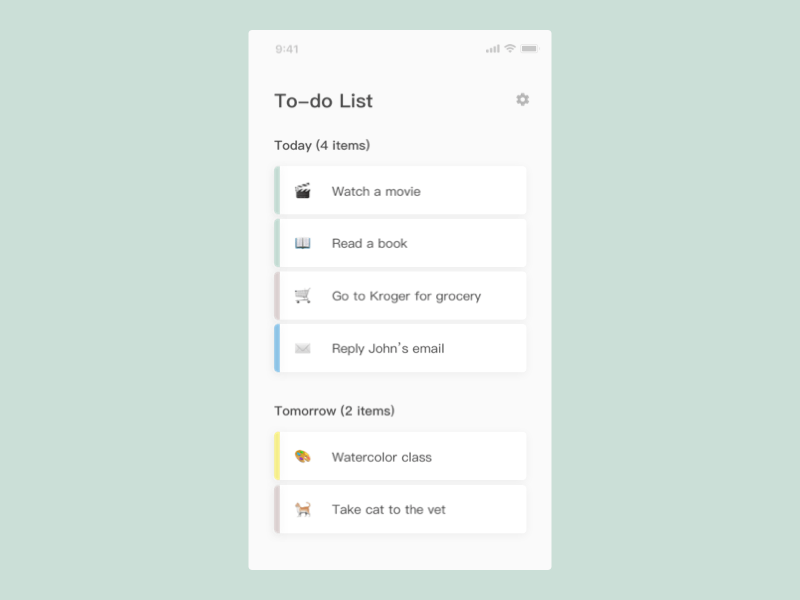 9:41
To-do List
Today (4 items)
Watch a movie
Read a book
Go to Kroger for grocery
Reply John's email
Tomorrow (2 items)
Watercolor class
Take cat to the vet